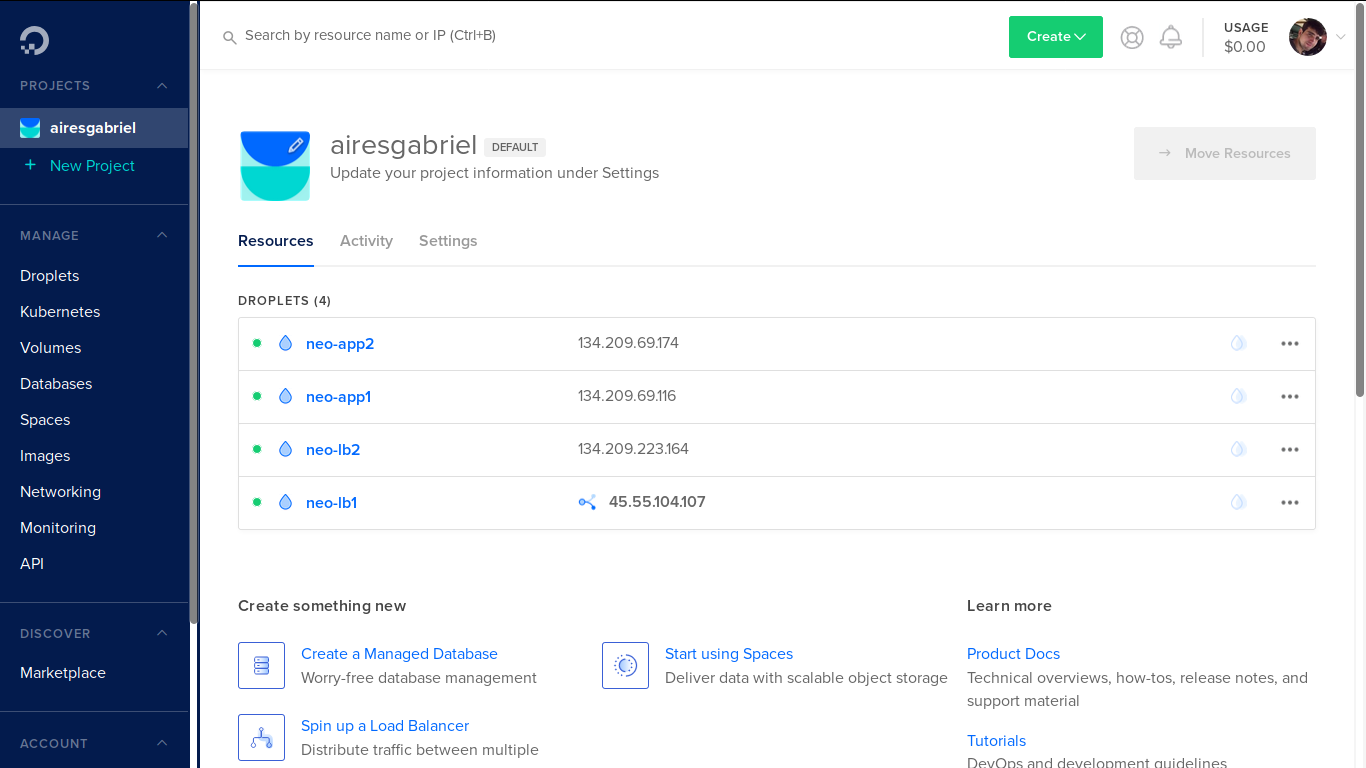 PROJECTS
airesgabriel
+ New Project
MANAGE
Droplets
Kubernetes
Volumes
Databases
Spaces
Images
Networking
Monitoring
API
DISCOVER
Marketplace
ACCOUNT
Search by resource name or IP (Ctrl+B)
Create
USAGE
$0.00
airesgabriel DEFAULT
Update your project information under Settings
→ Move Resources
Resources Activity Settings
DROPLETS (4)
neo-app2 134.209.69.174 •••
neo-app1 134.209.69.116 •••
neo-lb2 134.209.223.164 •••
neo-lb1 45.55.104.107 •••
Create something new
Create a Managed Database
Worry-free database management
Start using Spaces
Deliver data with scalable object storage
Spin up a Load Balancer
Distribute traffic between multiple
Learn more
Product Docs
Technical overviews, how-tos, release notes, and
support material
Tutorials
DevOps and development guidelines